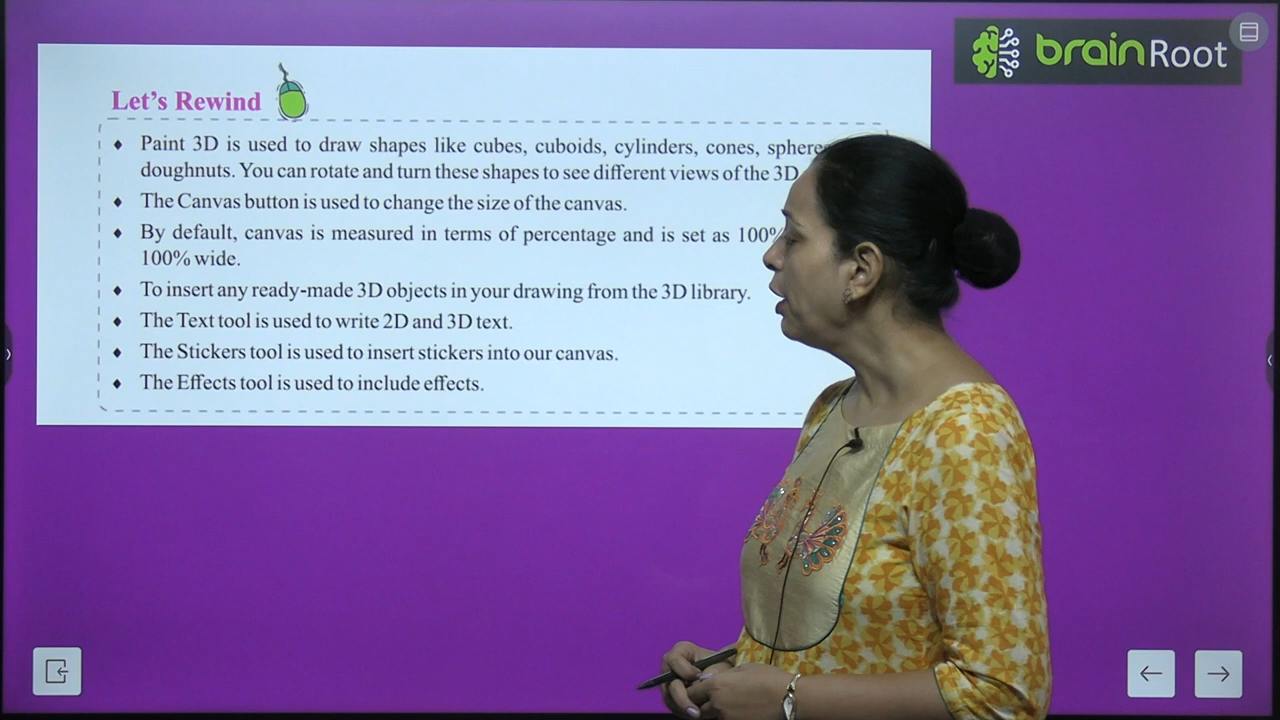 brainRoot
Let's Rewind
♦ Paint 3D is used to draw shapes like cubes, cuboids, cylinders, cones,
doughnuts. You can rotate and turn these shapes to see different views of the 3D
♦ The Canvas button is used to change the size of the canvas.
♦ By default, canvas is measured in terms of percentage and is set as 100%
100% wide.
♦ To insert any ready-made 3D objects in your drawing from the 3D library.
♦ The Text tool is used to write 2D and 3D text.
♦ The Stickers tool is used to insert stickers into our canvas.
♦ The Effects tool is used to include effects.